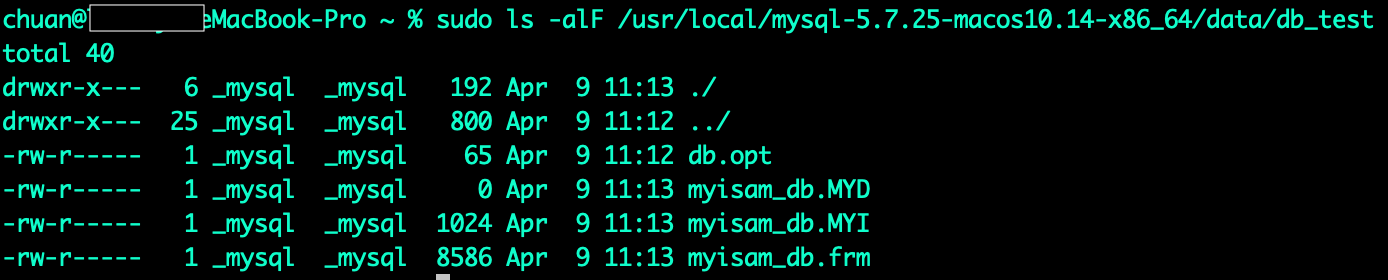 chuan@ eMacBook-Pro ~ % sudo ls -alF /usr/local/mysql-5.7.25-macos10.14-x86_64/data/db_test
total 40
drwxr-x---   6 _mysql  _mysql   192 Apr  9 11:13 ./
drwxr-x---  25 _mysql  _mysql   800 Apr  9 11:12 ../
-rw-r-----   1 _mysql  _mysql    65 Apr  9 11:12 db.opt
-rw-r-----   1 _mysql  _mysql     0 Apr  9 11:13 myisam_db.MYD
-rw-r-----   1 _mysql  _mysql  1024 Apr  9 11:13 myisam_db.MYI
-rw-r-----   1 _mysql  _mysql  8586 Apr  9 11:13 myisam_db.frm